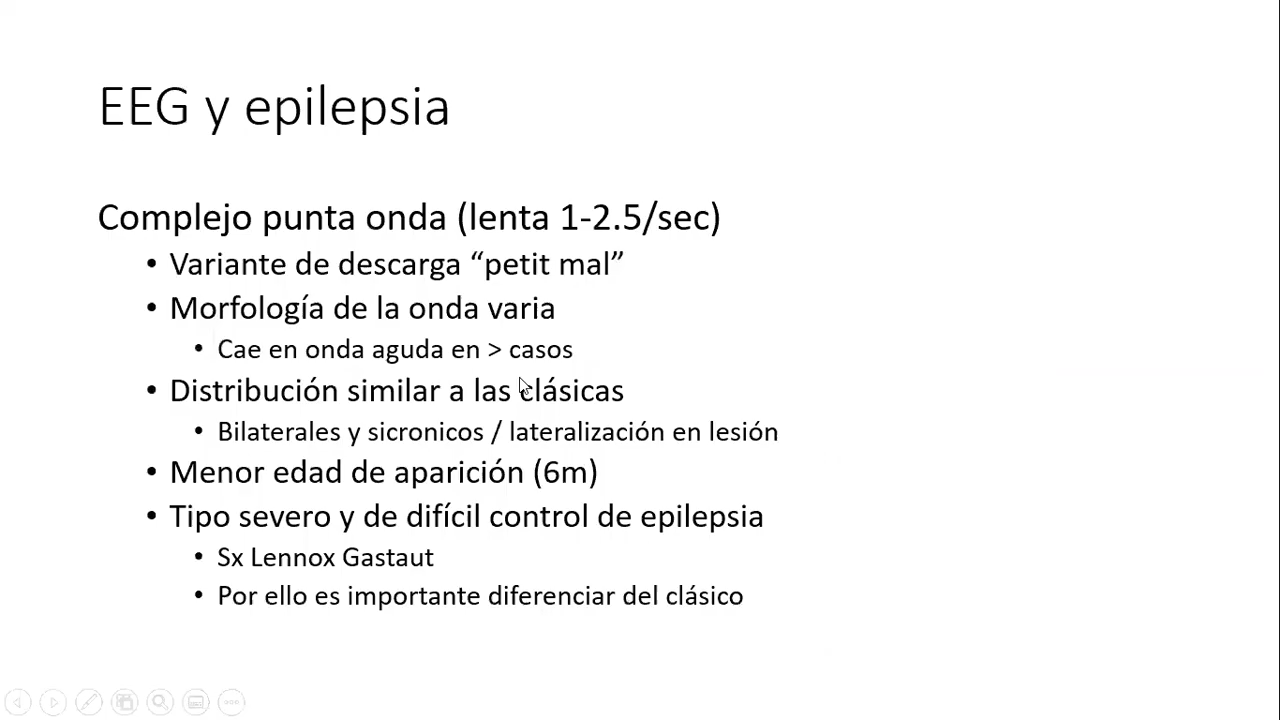 EEG y epilepsia
Complejo punta onda (lenta 1-2.5/sec)
• Variante de descarga “petit mal”
• Morfología de la onda varia
• Cae en onda aguda en > casos
• Distribución similar a las clásicas
• Bilaterales y sicronicos / lateralización en lesión
• Menor edad de aparición (6m)
• Tipo severo y de difícil control de epilepsia
• Sx Lennox Gastaut
• Por ello es importante diferenciar del clásico